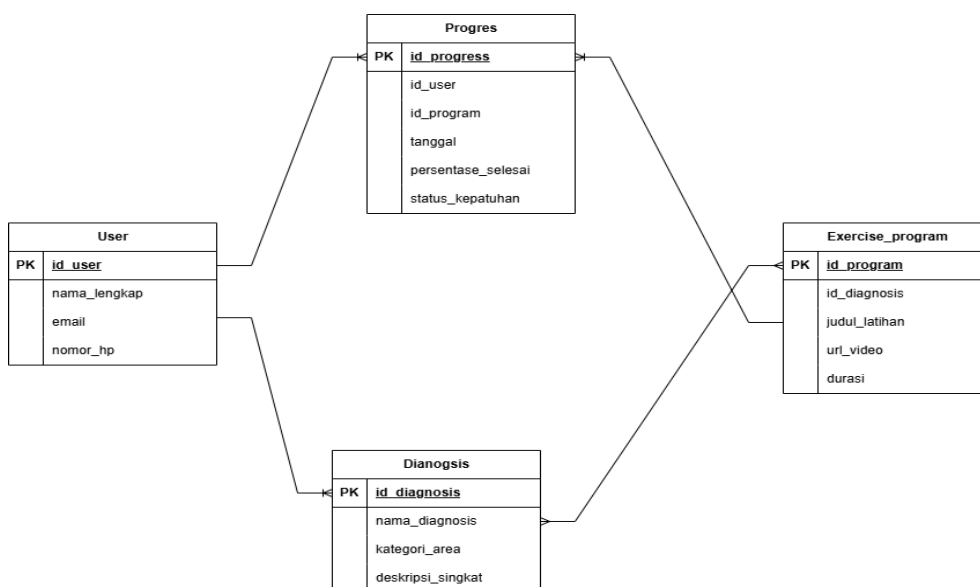 Progres
PK id_progress
id_user
id_program
tanggal
persentase_selesai
status_kepatuhan
User
PK id_user
nama_lengkap
email
nomor_hp
Exercise_program
PK id_program
id_diagnosis
judul_latihan
url_video
durasi
Dianogsis
PK id_diagnosis
nama_diagnosis
kategori_area
deskripsi_singkat